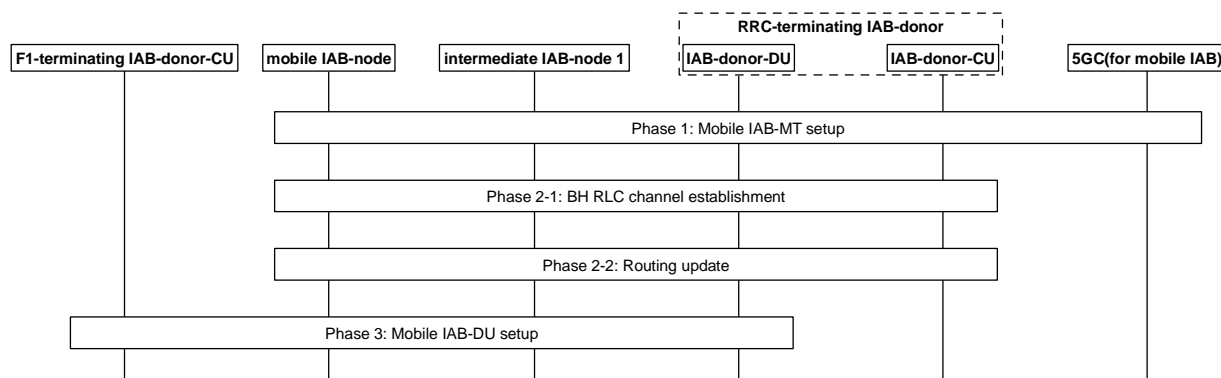 RRC-terminating IAB-donor
F1-terminating IAB-donor-CU
mobile IAB-node
intermediate IAB-node 1
IAB-donor-DU
IAB-donor-CU
5GC(for mobile IAB)
Phase 1: Mobile IAB-MT setup
Phase 2-1: BH RLC channel establishment
Phase 2-2: Routing update
Phase 3: Mobile IAB-DU setup